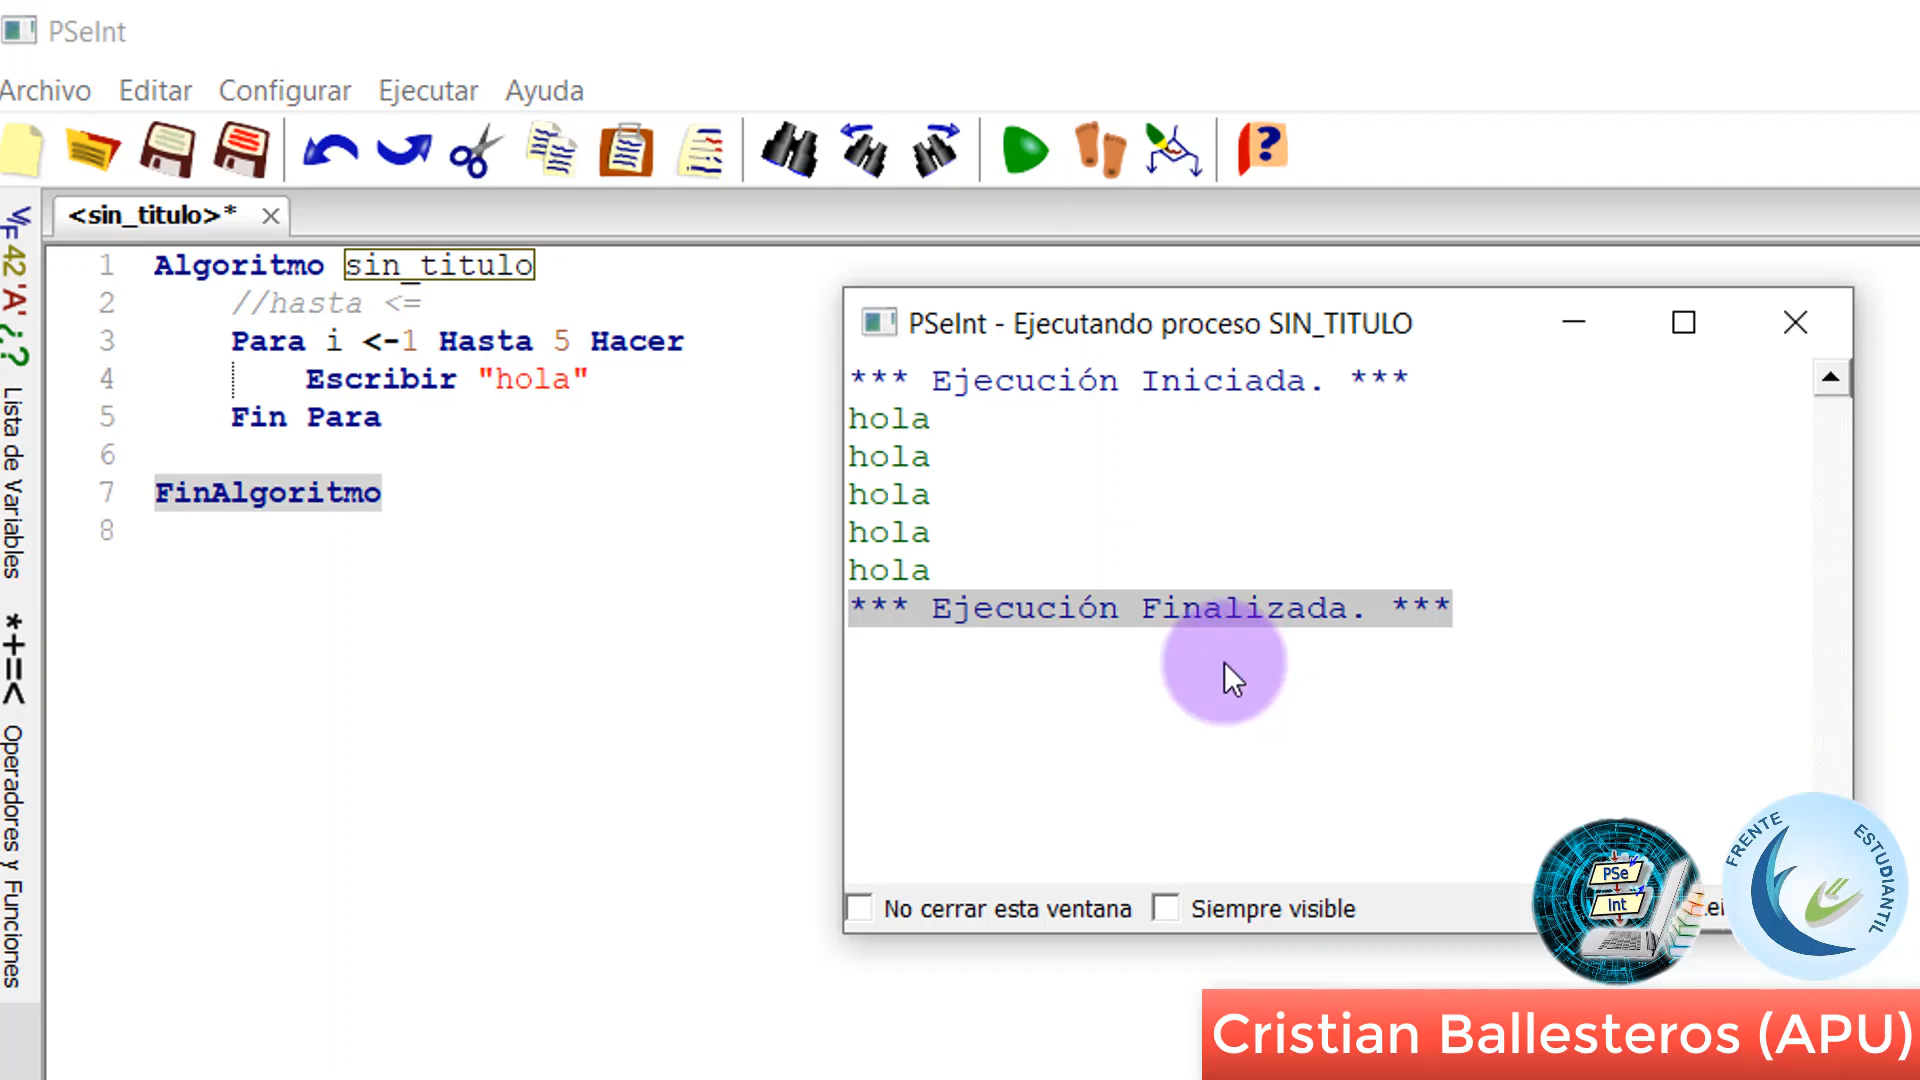 PSeInt
Archivo Editar Configurar Ejecutar Ayuda
<sin_titulo>* ×
1 Algoritmo sin_titulo
2 //hasta <=
3 Para i <-1 Hasta 5 Hacer
4 Escribir "hola"
5 Fin Para
6
7 FinAlgoritmo
8
Lista de Variables
*+=<
Operadores y Funciones
PSeInt - Ejecutando proceso SIN_TITULO
*** Ejecución Iniciada. ***
hola
hola
hola
hola
hola
*** Ejecución Finalizada. ***
No cerrar esta ventana Siempre visible
PSe
Int
FRENTE ESTUDIANTIL
Cristian Ballesteros (APU)